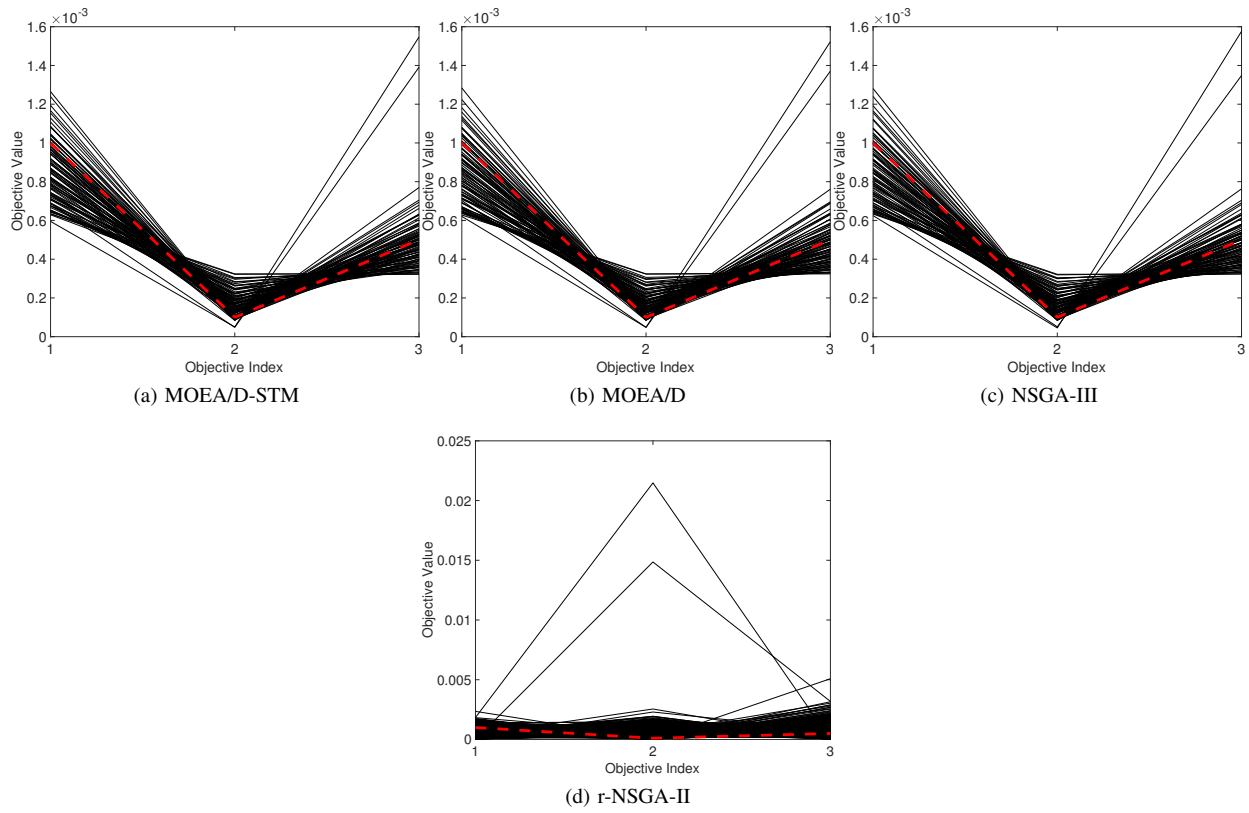 ×10⁻³ ×10⁻³ ×10⁻³
1.6 1.6 1.6
1.4 1.4 1.4
1.2 1.2 1.2
1 1 1
Objective Value Objective Value Objective Value
0.8 0.8 0.8
0.6 0.6 0.6
0.4 0.4 0.4
0.2 0.2 0.2
0 0 0
1 2 3 1 2 3 1 2 3
Objective Index Objective Index Objective Index
(a) MOEA/D-STM (b) MOEA/D (c) NSGA-III
0.025
0.02
0.015
Objective Value
0.01
0.005
0
1 2 3
Objective Index
(d) r-NSGA-II